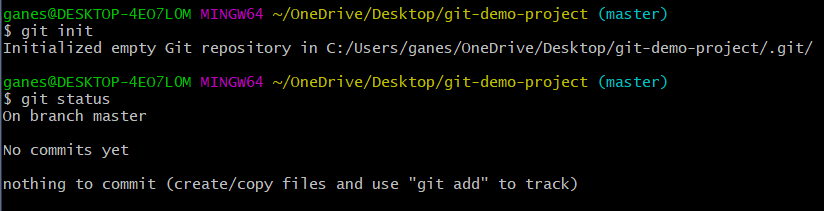 ganes@DESKTOP-4EO7L0M MINGW64 ~/OneDrive/Desktop/git-demo-project (master)
$ git init
Initialized empty Git repository in C:/Users/ganes/OneDrive/Desktop/git-demo-project/.git/
ganes@DESKTOP-4EO7L0M MINGW64 ~/OneDrive/Desktop/git-demo-project (master)
$ git status
On branch master
No commits yet
nothing to commit (create/copy files and use "git add" to track)